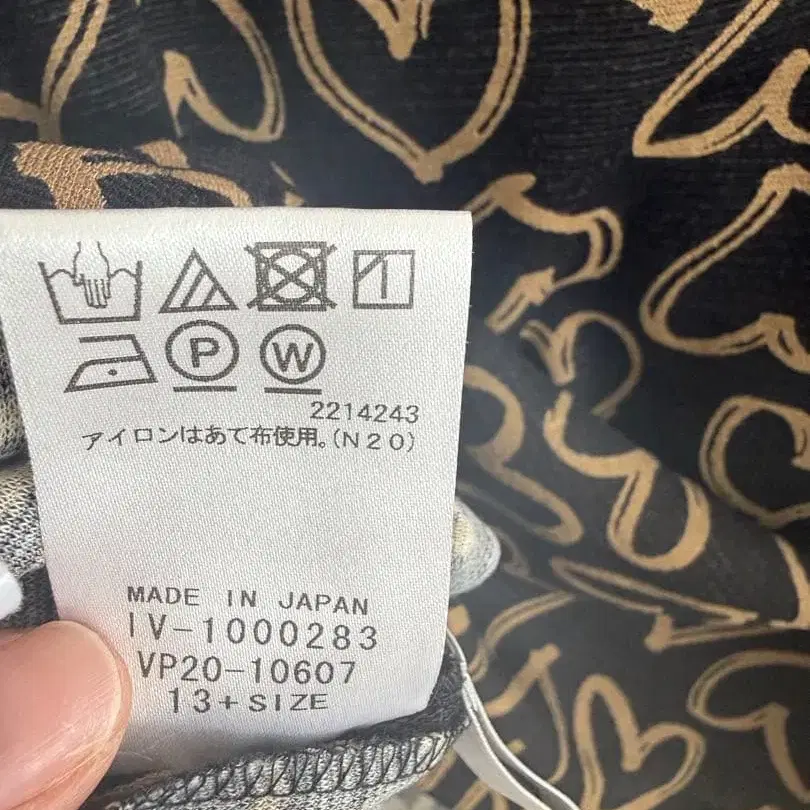 P W
2214243
アイロンはあて布使用。(N20)
MADE IN JAPAN
IV-1000283
VP20-10607
13+SIZE